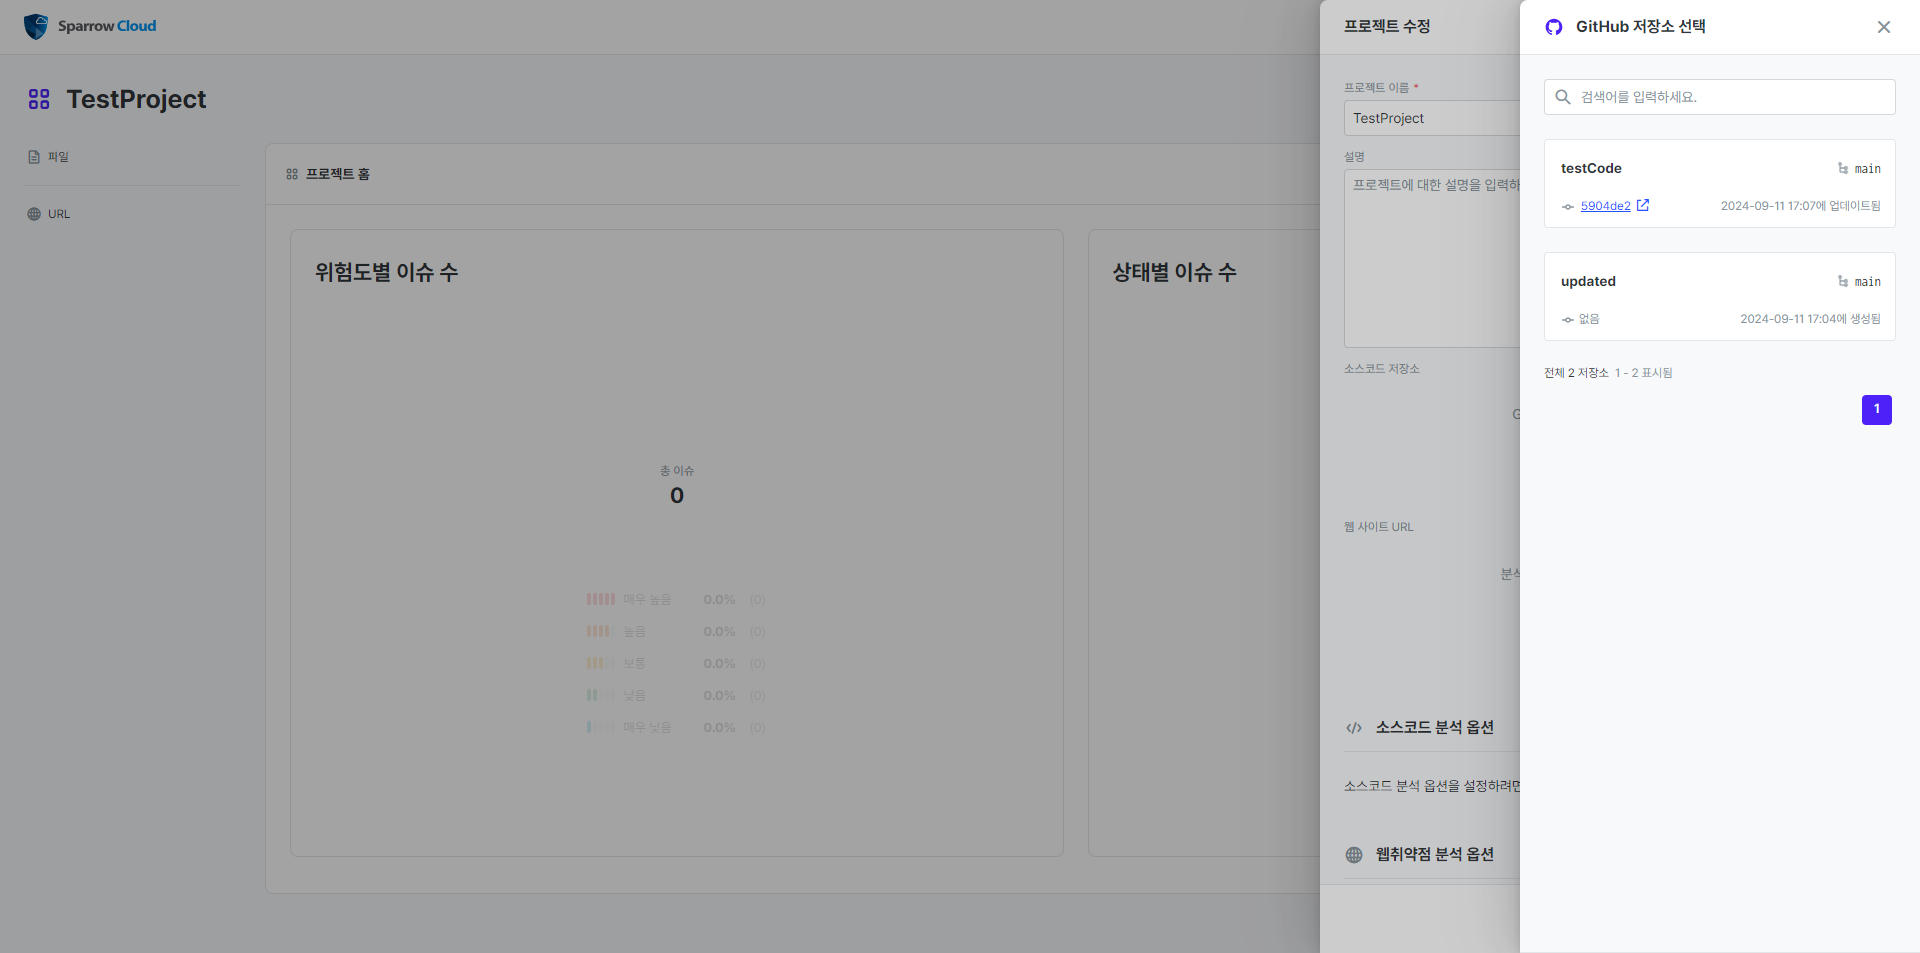 Sparrow Cloud
TestProject
피일
URL
프로젝트 홈
위험도별 이슈 수
총 이슈
0
매우 높음 0.0% (0)
높음 0.0% (0)
보통 0.0% (0)
낮음 0.0% (0)
매우 낮음 0.0% (0)
상태별 이슈 수
프로젝트 수정
프로젝트 이름 *
TestProject
설명
프로젝트에 대한 설명을 입력하
소스코드 저장소
G
웹 사이트 URL
분석
소스코드 분석 옵션
소스코드 분석 옵션을 설정하려면
웹취약점 분석 옵션
GitHub 저장소 선택
검색어를 입력하세요.
testCode main
5904de2 2024-09-11 17:07에 업데이트됨
updated main
없음 2024-09-11 17:04에 생성됨
전체 2 저장소 1 - 2 표시됨
1